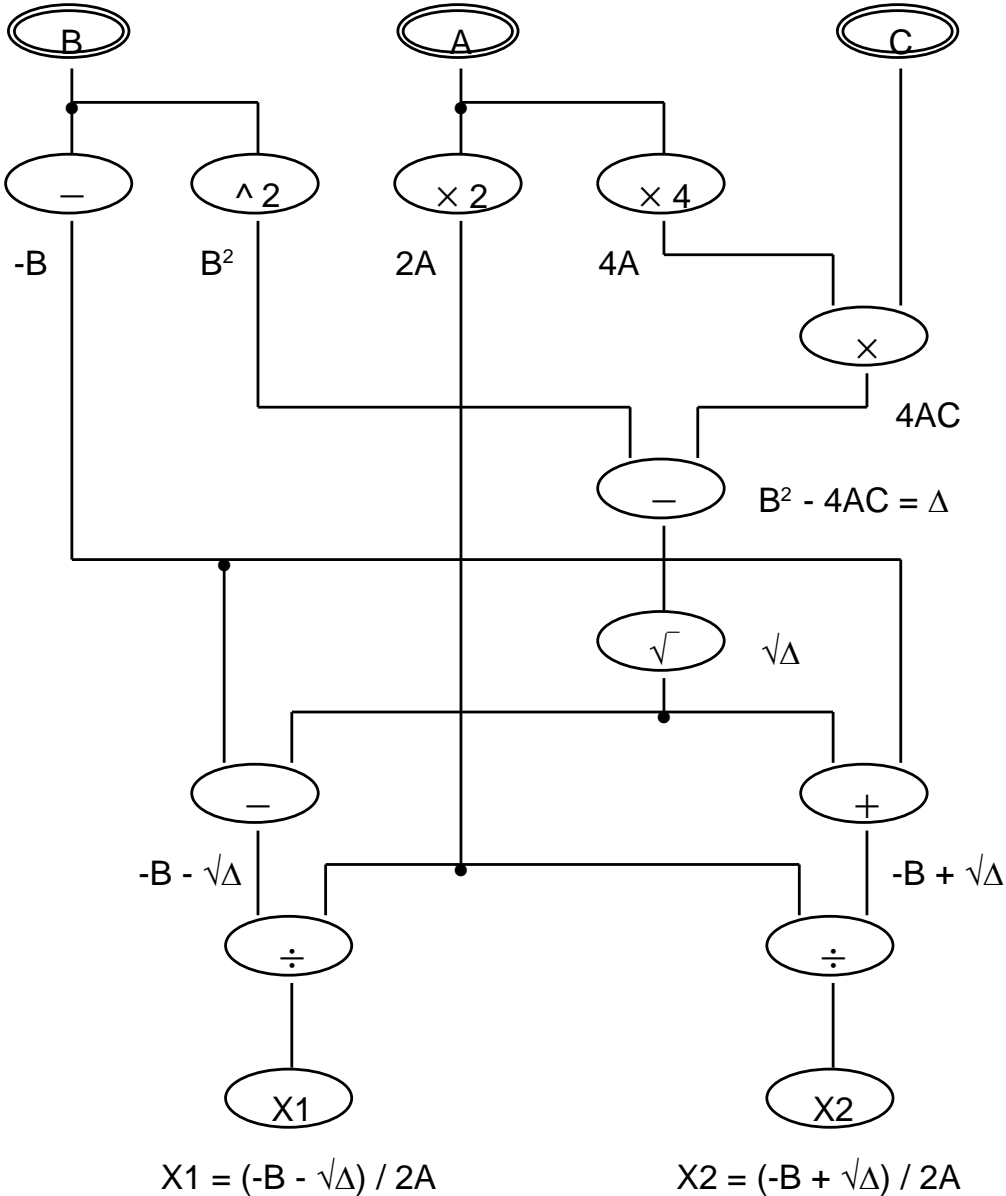 B A C
– ^ 2 × 2 × 4
-B B² 2A 4A
×
4AC
–
B² - 4AC = Δ
√ √Δ
– +
-B - √Δ -B + √Δ
÷ ÷
X1 X2
X1 = (-B - √Δ) / 2A X2 = (-B + √Δ) / 2A